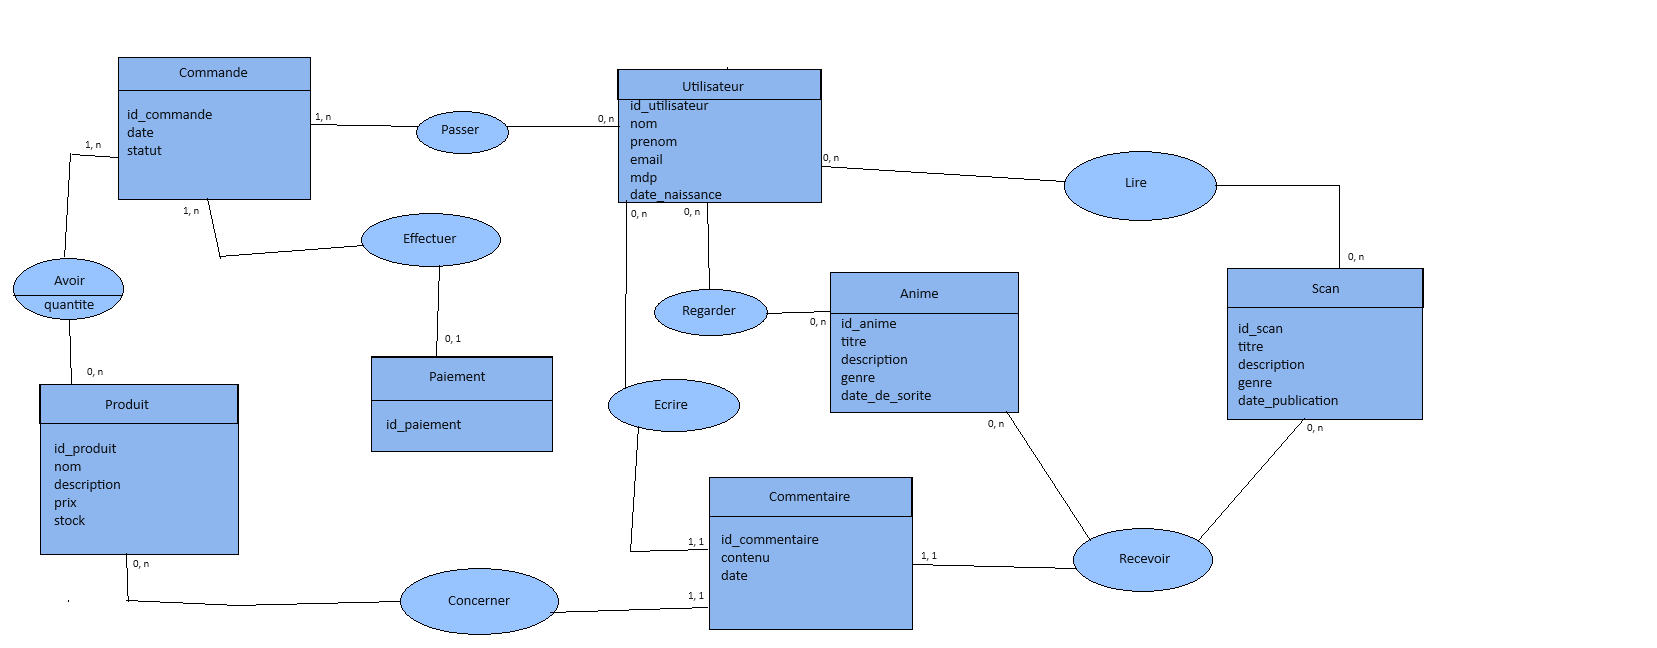 Commande
id_commande
date
statut
1, n
Passer
0, n
Utilisateur
id_utilisateur
nom
prenom
email
mdp
date_naissance
0, n
Lire
0, n
1, n
1, n
Effectuer
0, 1
Avoir
quantite
0, n
Paiement
id_paiement
0, n
0, n
Regarder
0, n
Anime
id_anime
titre
description
genre
date_de_sorite
0, n
Scan
id_scan
titre
description
genre
date_publication
0, n
Produit
id_produit
nom
description
prix
stock
0, n
Ecrire
1, 1
Commentaire
id_commentaire
contenu
date
1, 1
Recevoir
Concerner
1, 1